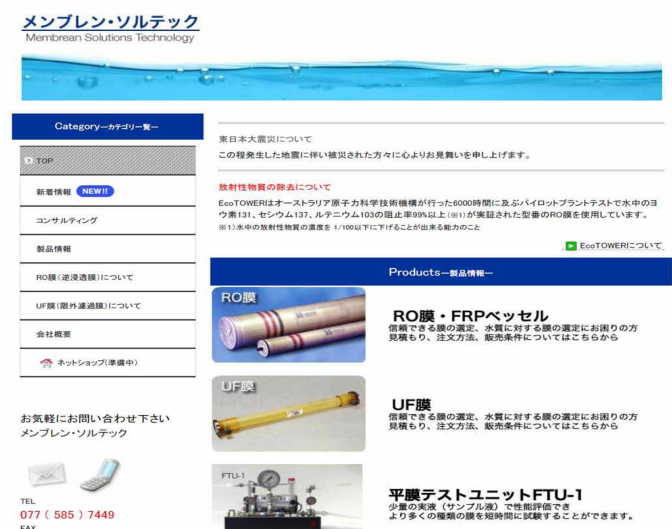 メンブレン・ソルテック
Membrean Solutions Technology
Category―カテゴリ一覧―
TOP
新着情報 NEW!!
コンサルティング
製品情報
RO膜(逆浸透膜)について
UF膜(限外濾過膜)について
会社概要
ネットショップ(準備中)
お気軽にお問い合わせ下さい
メンブレン・ソルテック
TEL
077 ( 585 ) 7449
FAX
東日本大震災について
この程発生した地震に伴い被災された方々に心よりお見舞いを申し上げます。
放射性物質の除去について
EcoTOWERはオーストラリア原子力科学技術機構が行った6000時間に及ぶパイロットプラントテストで水中のヨ
ウ素131、セシウム137、ルテニウム103の阻止率99%以上(※1)が実証された型番のRO膜を使用しています。
※1)水中の放射性物質の濃度を 1/100以下に下げることが出来る能力のこと
EcoTOWERについて
Products―製品情報―
RO膜
RO膜・FRPベッセル
信頼できる膜の選定、水質に対する膜の選定にお困りの方
見積もり、注文方法、販売条件についてはこちらから
UF膜
UF膜
信頼できる膜の選定、水質に対する膜の選定にお困りの方
見積もり、注文方法、販売条件についてはこちらから
FTU-1
平膜テストユニットFTU-1
少量の実液(サンプル液)で性能評価でき
より多くの種類の膜を短時間に試験することができます。